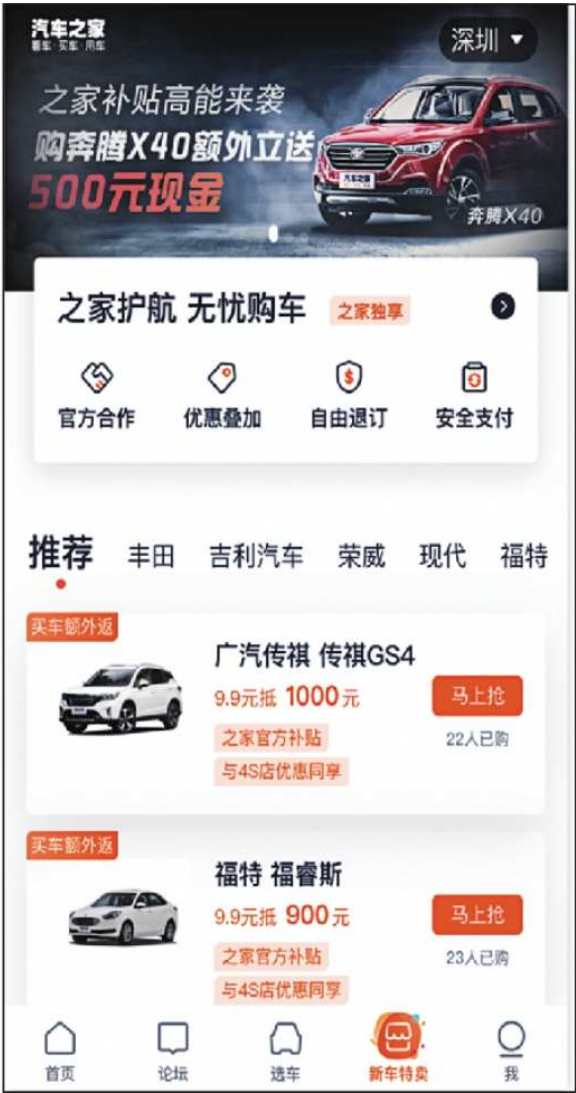 汽车之家
看车·买车·用车
深圳
之家补贴高能来袭
购奔腾X40额外立送
500元现金
汽车之家
奔腾X40
之家护航 无忧购车 之家独享
官方合作 优惠叠加 自由退订 安全支付
推荐 丰田 吉利汽车 荣威 现代 福特
买车额外返
广汽传祺 传祺GS4
9.9元抵 1000元
马上抢
之家官方补贴
22人已购
与4S店优惠同享
买车额外返
福特 福睿斯
9.9元抵 900元
马上抢
之家官方补贴
23人已购
与4S店优惠同享
首页 论坛 选车 新车特卖 我